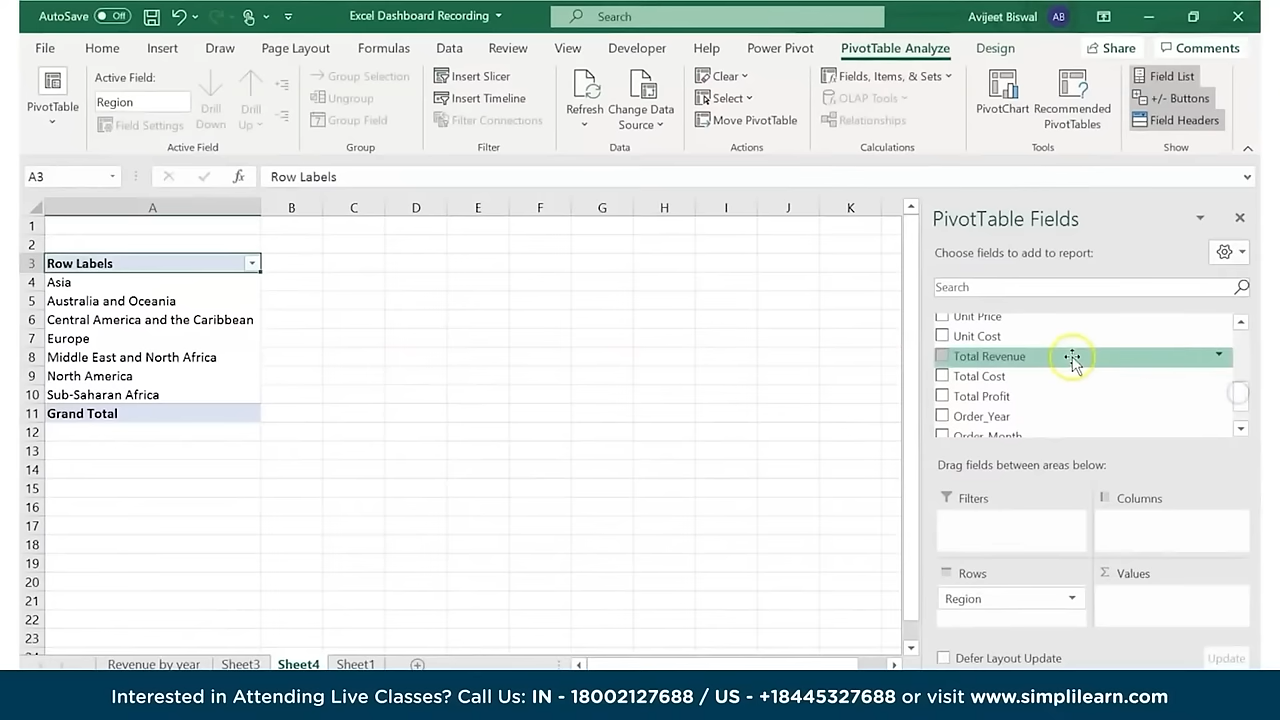 AutoSave Off
Excel Dashboard Recording
Search
Avijeet Biswal AB
File Home Insert Draw Page Layout Formulas Data Review View Developer Help Power Pivot PivotTable Analyze Design Share Comments
PivotTable
Active Field:
Region
Field Settings
Drill Down
Drill Up
Active Field
Group Selection
Ungroup
Group Field
Group
Insert Slicer
Insert Timeline
Filter Connections
Filter
Refresh
Change Data Source
Data
Clear
Select
Move PivotTable
Actions
Fields, Items, & Sets
OLAP Tools
Relationships
Calculations
PivotChart
Recommended PivotTables
Tools
Field List
+/- Buttons
Field Headers
Show
A3 fx Row Labels
A B C D E F G H I J K
1
2
3 Row Labels
4 Asia
5 Australia and Oceania
6 Central America and the Caribbean
7 Europe
8 Middle East and North Africa
9 North America
10 Sub-Saharan Africa
11 Grand Total
12
13
14
15
16
17
18
19
20
21
22
23
PivotTable Fields
Choose fields to add to report:
Search
Unit Price
Unit Cost
Total Revenue
Total Cost
Total Profit
Order_Year
Order_Month
Drag fields between areas below:
Filters
Columns
Rows
Σ Values
Region
Defer Layout Update
Update
Revenue by year Sheet3 Sheet4 Sheet1
Interested in Attending Live Classes? Call Us: IN - 18002127688 / US - +18445327688 or visit www.simplilearn.com